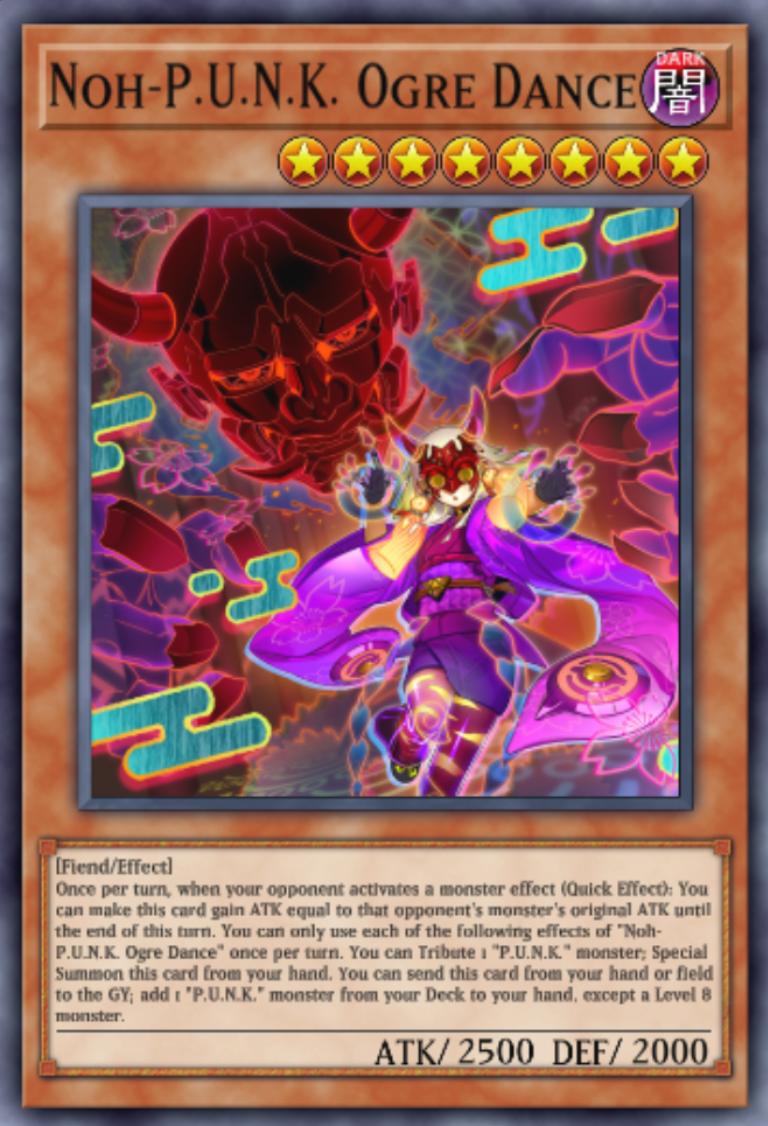 Noh-P.U.N.K. Ogre Dance
DARK
闇
[Fiend/Effect]
Once per turn, when your opponent activates a monster effect (Quick Effect): You
can make this card gain ATK equal to that opponent's monster's original ATK until
the end of this turn. You can only use each of the following effects of "Noh-
P.U.N.K. Ogre Dance" once per turn. You can Tribute 1 "P.U.N.K." monster; Special
Summon this card from your hand. You can send this card from your hand or field
to the GY; add 1 "P.U.N.K." monster from your Deck to your hand, except a Level 8
monster.
ATK/ 2500 DEF/ 2000